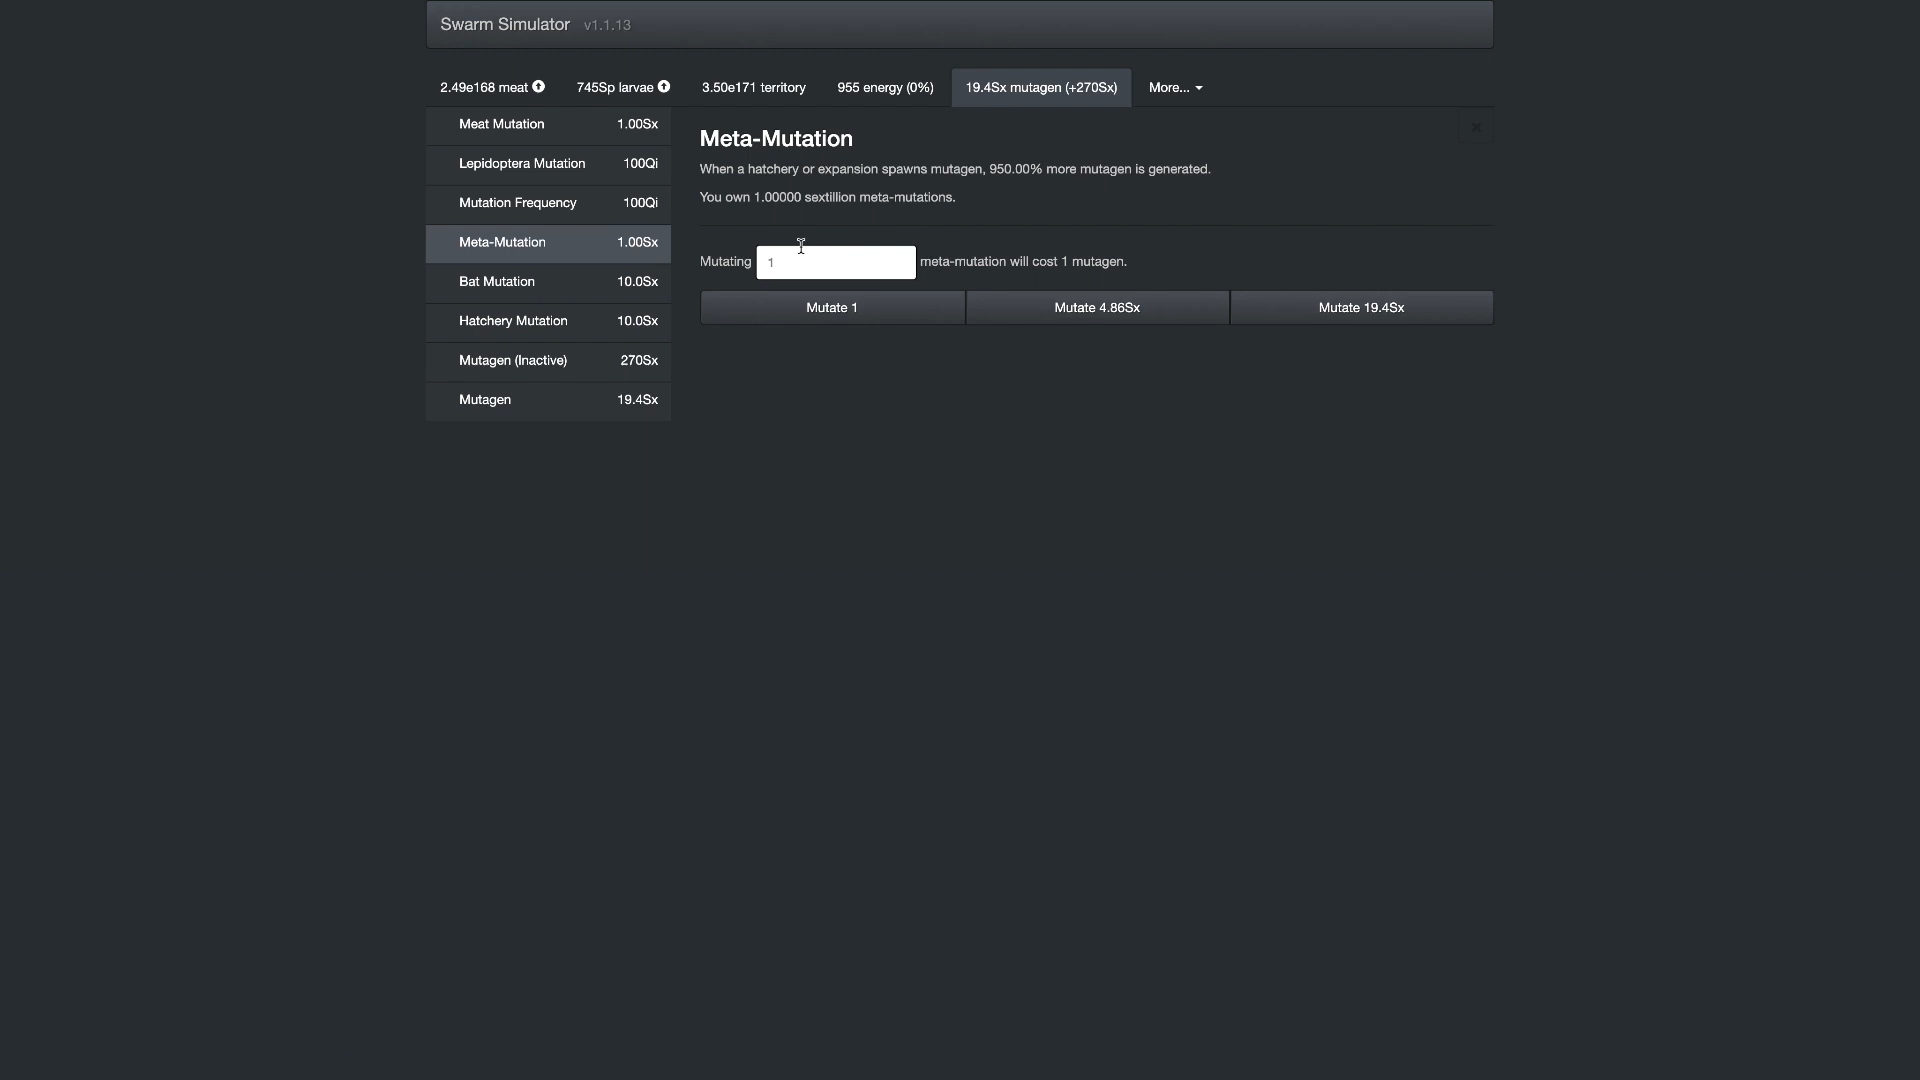 Swarm Simulator v1.1.13
2.49e168 meat 745Sp larvae 3.50e171 territory 955 energy (0%) 19.4Sx mutagen (+270Sx) More...
Meat Mutation 1.00Sx
Lepidoptera Mutation 100Qi
Mutation Frequency 100Qi
Meta-Mutation 1.00Sx
Bat Mutation 10.0Sx
Hatchery Mutation 10.0Sx
Mutagen (Inactive) 270Sx
Mutagen 19.4Sx
Meta-Mutation
When a hatchery or expansion spawns mutagen, 950.00% more mutagen is generated.
You own 1.00000 sextillion meta-mutations.
Mutating 1 meta-mutation will cost 1 mutagen.
Mutate 1 Mutate 4.86Sx Mutate 19.4Sx